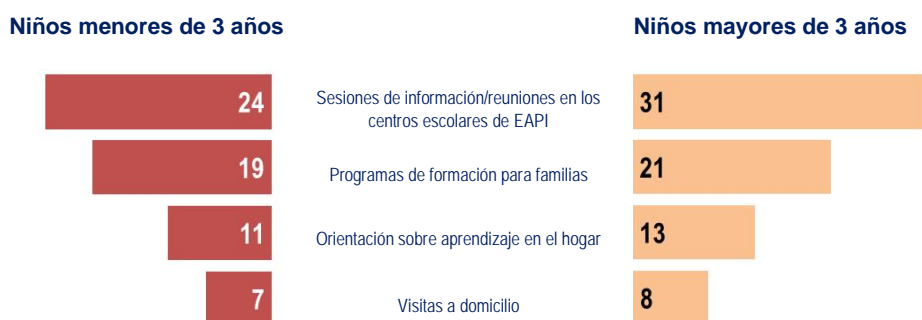 Niños menores de 3 años
Niños mayores de 3 años
24
Sesiones de información/reuniones en los
centros escolares de EAPI
31
19
Programas de formación para familias
21
11
Orientación sobre aprendizaje en el hogar
13
7
Visitas a domicilio
8